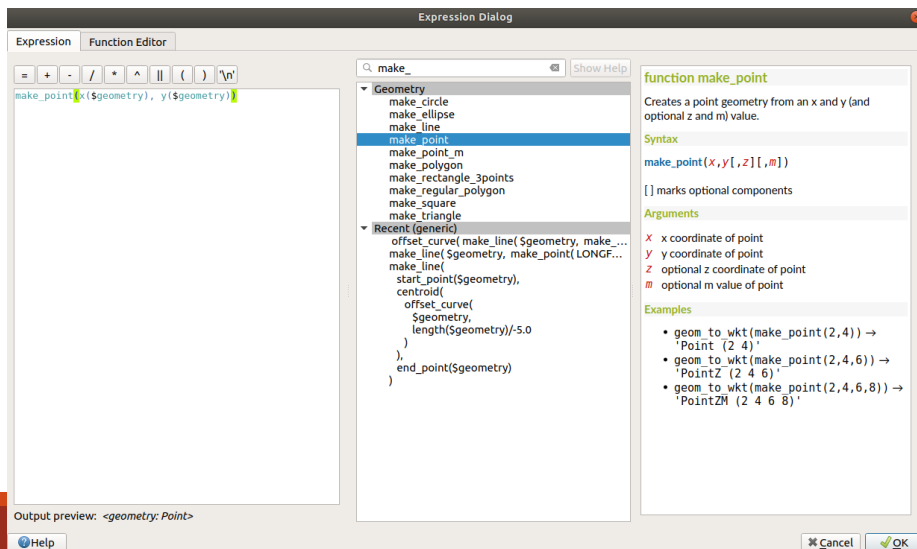 Expression Dialog
Expression
Function Editor
= + - / * ^ || ( ) '\n'
make_point(x($geometry), y($geometry))
Output preview: <geometry: Point>
make_
Show Help
Geometry
make_circle
make_ellipse
make_line
make_point
make_point_m
make_polygon
make_rectangle_3points
make_regular_polygon
make_square
make_triangle
Recent (generic)
offset_curve( make_line( $geometry, make_...
make_line( $geometry, make_point( LONGF...
make_line(
start_point($geometry),
centroid(
offset_curve(
$geometry,
length($geometry)/-5.0
)
),
end_point($geometry)
)
function make_point
Creates a point geometry from an x and y (and
optional z and m) value.
Syntax
make_point(x,y[,z][,m])
[ ] marks optional components
Arguments
x x coordinate of point
y y coordinate of point
z optional z coordinate of point
m optional m value of point
Examples
• geom_to_wkt(make_point(2,4)) →
'Point (2 4)'
• geom_to_wkt(make_point(2,4,6)) →
'PointZ (2 4 6)'
• geom_to_wkt(make_point(2,4,6,8)) →
'PointZM (2 4 6 8)'
Help
Cancel
OK